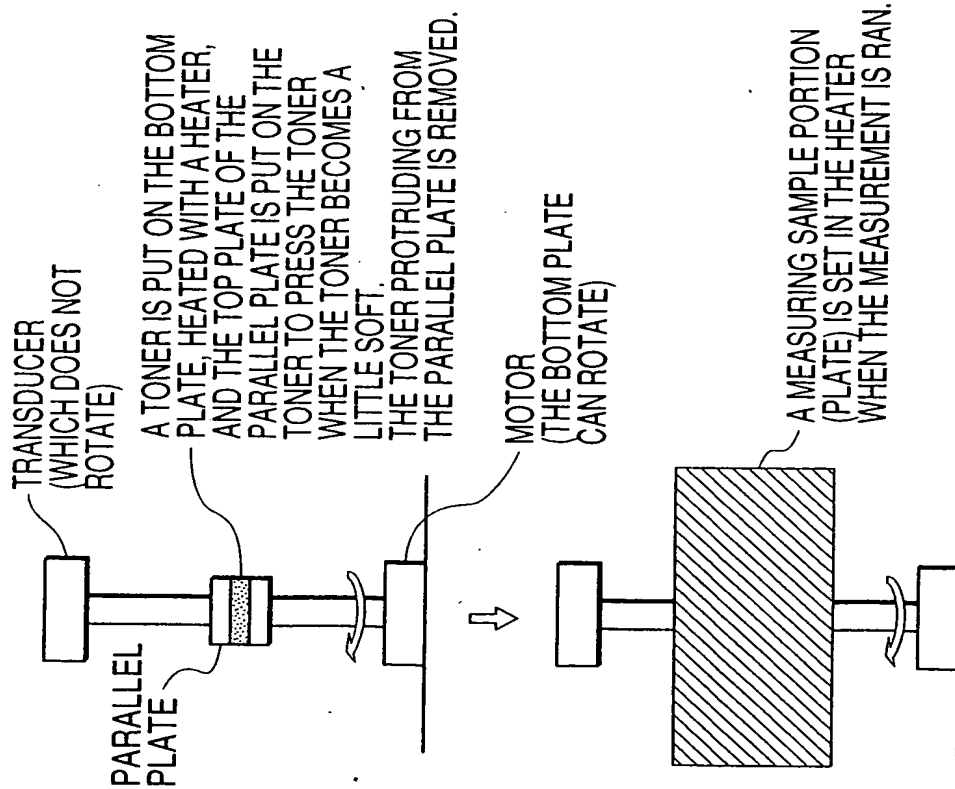 TRANSDUCER
(WHICH DOES NOT
ROTATE)
PARALLEL
PLATE
A TONER IS PUT ON THE BOTTOM
PLATE, HEATED WITH A HEATER,
AND THE TOP PLATE OF THE
PARALLEL PLATE IS PUT ON THE
TONER TO PRESS THE TONER
WHEN THE TONER BECOMES A
LITTLE SOFT.
THE TONER PROTRUDING FROM
THE PARALLEL PLATE IS REMOVED.
MOTOR
(THE BOTTOM PLATE
CAN ROTATE)
A MEASURING SAMPLE PORTION
(PLATE) IS SET IN THE HEATER
WHEN THE MEASUREMENT IS RAN.